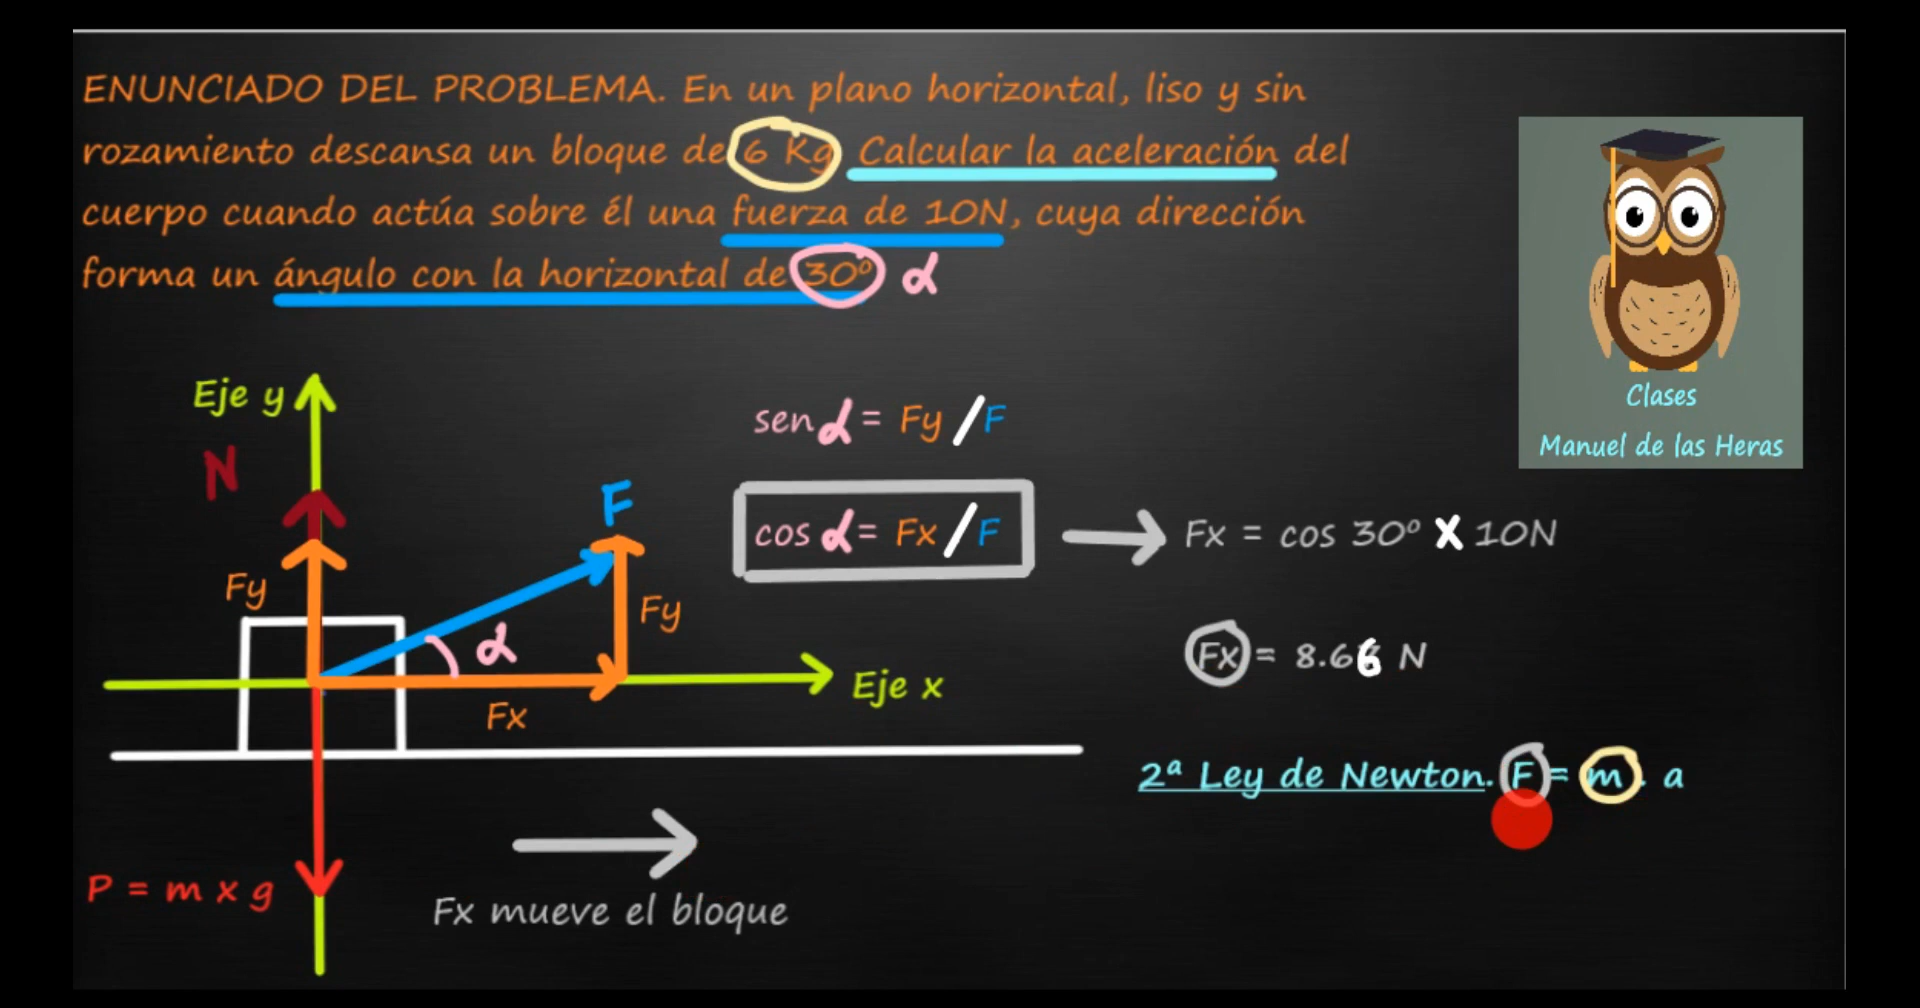 ENUNCIADO DEL PROBLEMA. En un plano horizontal, liso y sin
rozamiento descansa un bloque de 6 Kg Calcular la aceleración del
cuerpo cuando actúa sobre él una fuerza de 10N, cuya dirección
forma un ángulo con la horizontal de 30º α
Clases
Manuel de las Heras
Eje y
N
F
Fy
α
Fy
Fx
Eje x
P = m x g
Fx mueve el bloque
sen α = Fy / F
cos α = Fx / F
Fx = cos 30º X 10N
Fx = 8.66 N
2ª Ley de Newton. F = m . a